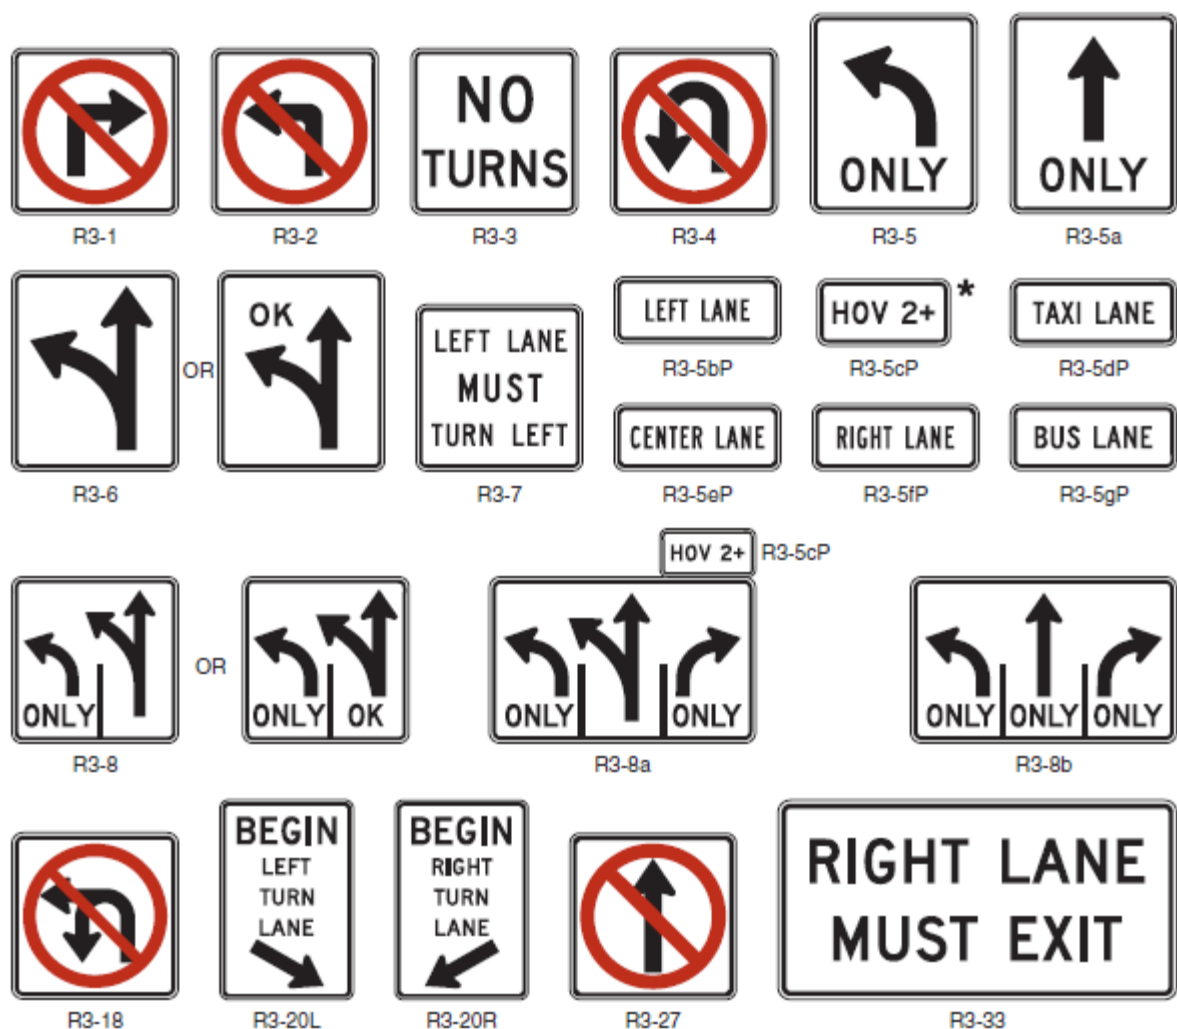 NO
TURNS
ONLY
ONLY
R3-1
R3-2
R3-3
R3-4
R3-5
R3-5a
OR
OK
LEFT LANE
MUST
TURN LEFT
LEFT LANE
HOV 2+
*
TAXI LANE
R3-5bP
R3-5cP
R3-5dP
CENTER LANE
RIGHT LANE
BUS LANE
R3-6
R3-7
R3-5eP
R3-5fP
R3-5gP
HOV 2+
R3-5cP
ONLY
OR
ONLY
OK
ONLY
ONLY
ONLY
ONLY
ONLY
R3-8
R3-8a
R3-8b
BEGIN
LEFT
TURN
LANE
BEGIN
RIGHT
TURN
LANE
RIGHT LANE
MUST EXIT
R3-18
R3-20L
R3-20R
R3-27
R3-33